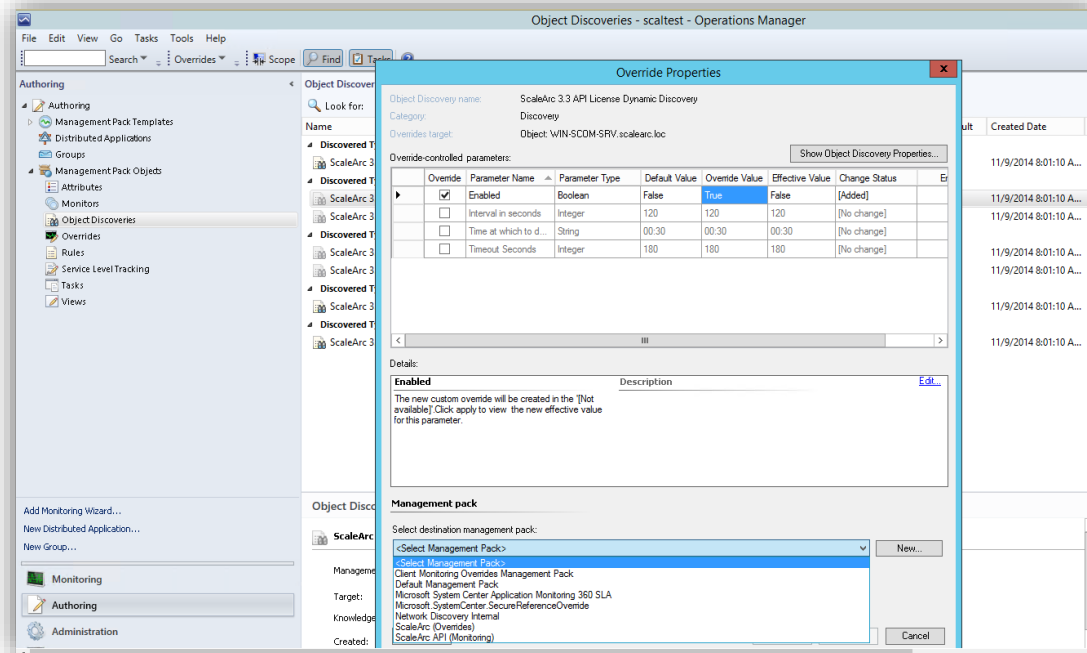 Object Discoveries - scaltest - Operations Manager
File Edit View Go Tasks Tools Help
Search Overrides Scope Find Tasks
Authoring
Authoring
Management Pack Templates
Distributed Applications
Groups
Management Pack Objects
Attributes
Monitors
Object Discoveries
Overrides
Rules
Service Level Tracking
Tasks
Views
Add Monitoring Wizard...
New Distributed Application...
New Group...
Monitoring
Authoring
Administration
Object Discover
Look for:
Name
Discovered T
ScaleArc 3
Discovered T
ScaleArc 3
ScaleArc 3
Discovered T
ScaleArc 3
ScaleArc 3
Discovered T
ScaleArc 3
Discovered T
ScaleArc 3
Object Disco
ScaleArc
Manageme
Target:
Knowledge
Created:
Override Properties
x
Object Discovery name: ScaleArc 3.3 API License Dynamic Discovery
Category: Discovery
Overrides target: Object: WIN-SCOM-SRV.scalearc.loc
Override-controlled parameters:
Show Object Discovery Properties...
Override Parameter Name Parameter Type Default Value Override Value Effective Value Change Status
Enabled Boolean False True False [Added]
Interval in seconds Integer 120 120 120 [No change]
Time at which to d... String 00:30 00:30 00:30 [No change]
Timeout Seconds Integer 180 180 180 [No change]
Details:
Enabled Description Edit...
The new custom override will be created in the '[Not
available]'.Click apply to view the new effective value
for this parameter.
Management pack
Select destination management pack:
<Select Management Pack> New...
<Select Management Pack>
Client Monitoring Overrides Management Pack
Default Management Pack
Microsoft System Center Application Monitoring 360 SLA
Microsoft.SystemCenter.SecureReferenceOverride
Network Discovery Internal
ScaleArc (Overrides)
ScaleArc API (Monitoring)
Cancel
ult Created Date
11/9/2014 8:01:10 A...
11/9/2014 8:01:10 A...
11/9/2014 8:01:10 A...
11/9/2014 8:01:10 A...
11/9/2014 8:01:10 A...
11/9/2014 8:01:10 A...
11/9/2014 8:01:10 A...